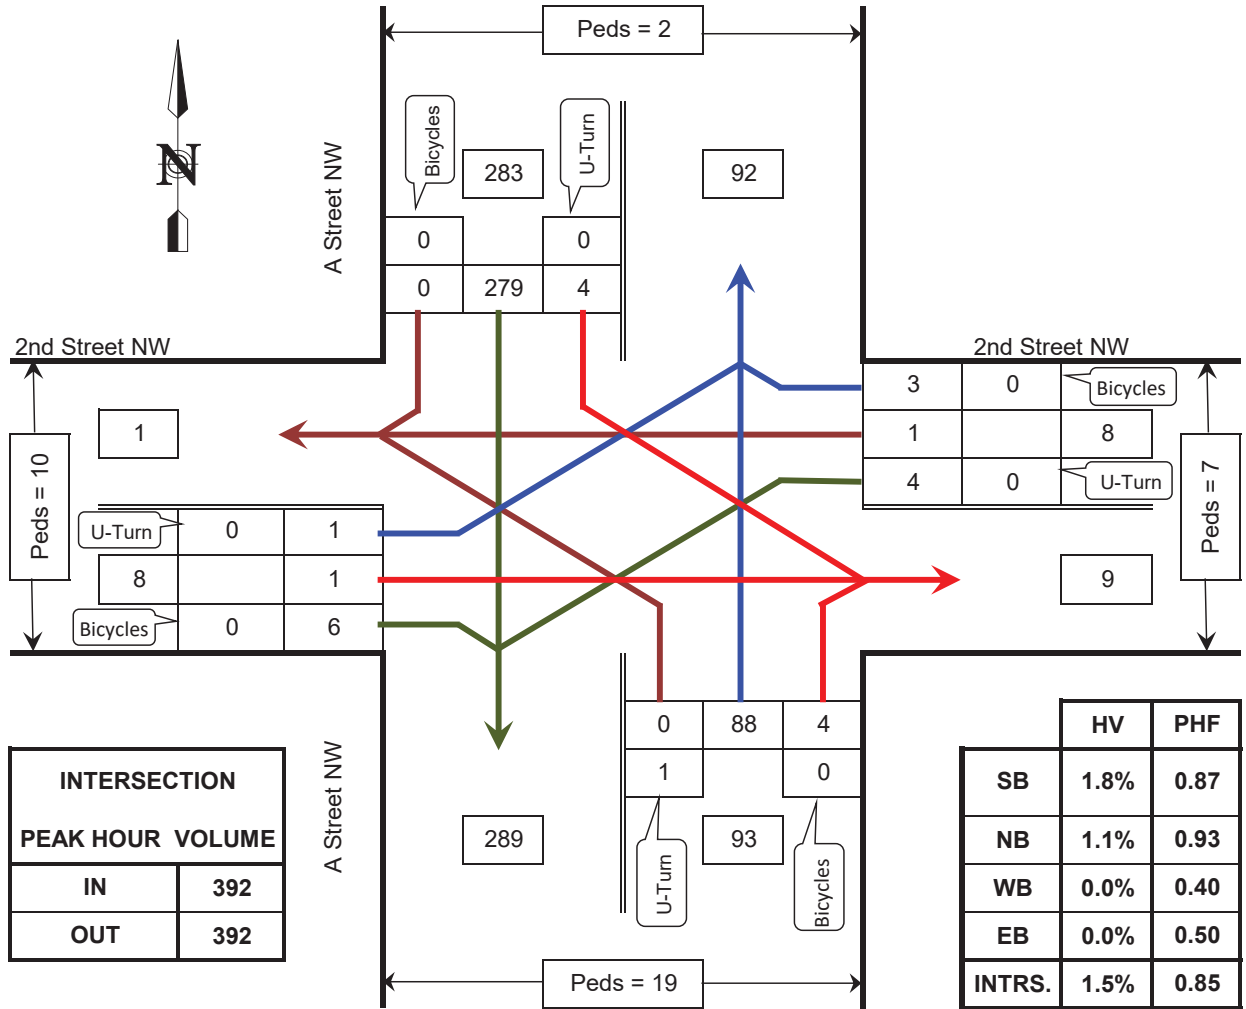 Peds = 2
N
A Street NW
Bicycles
U-Turn
283
92
0 0
0 279 4
2nd Street NW
2nd Street NW
3 0 Bicycles
1 8
4 0 U-Turn
Peds = 10
1
Peds = 7
U-Turn 0 1
8 1
Bicycles 0 6
9
0 88 4
1 0
A Street NW
289
U-Turn
93
Bicycles
Peds = 19
INTERSECTION
PEAK HOUR VOLUME
IN 392
OUT 392
HV PHF
SB 1.8% 0.87
NB 1.1% 0.93
WB 0.0% 0.40
EB 0.0% 0.50
INTRS. 1.5% 0.85